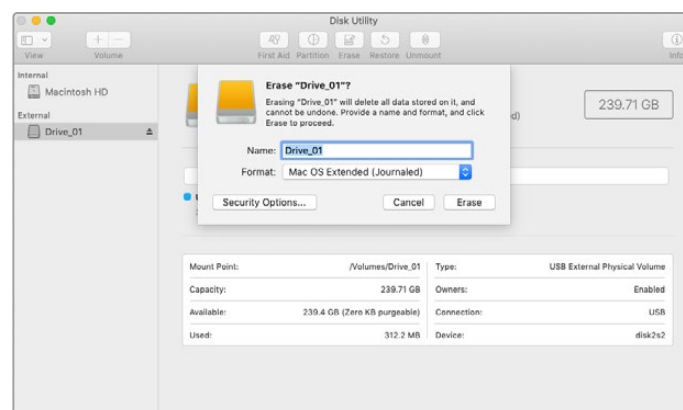 Disk Utility
View
Volume
First Aid
Partition
Erase
Restore
Unmount
Info
Internal
Macintosh HD
External
Drive_01
Erase "Drive_01"?
Erasing "Drive_01" will delete all data stored on it, and
cannot be undone. Provide a name and format, and click
Erase to proceed.
d)
239.71 GB
Name: Drive_01
Format: Mac OS Extended (Journaled)
Security Options...
Cancel
Erase
Mount Point: /Volumes/Drive_01
Type: USB External Physical Volume
Capacity: 239.71 GB
Owners: Enabled
Available: 239.4 GB (Zero KB purgeable)
Connection: USB
Used: 312.2 MB
Device: disk2s2